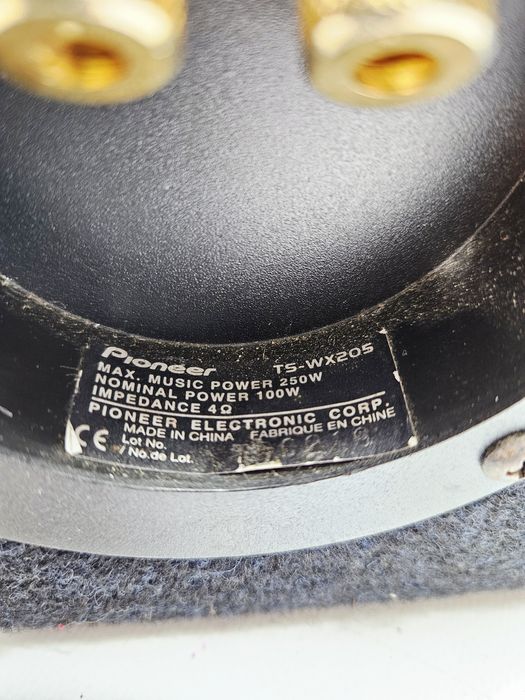 Pioneer TS-WX205
MAX. MUSIC POWER 250W
NOMINAL POWER 100W
IMPEDANCE 4Ω
PIONEER ELECTRONIC CORP.
CE MADE IN CHINA FABRIQUE EN CHINE
Lot No.
/ No. de Lot.